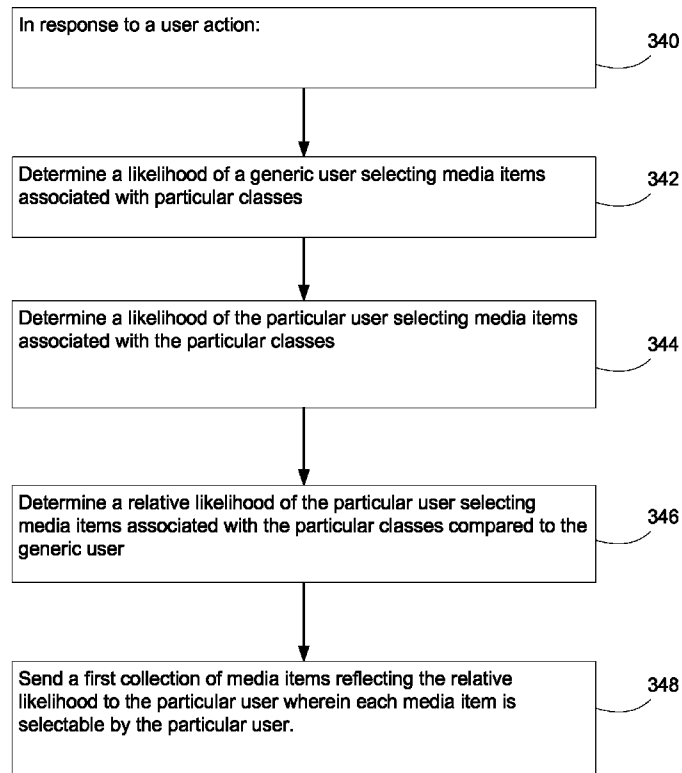 In response to a user action:
340
Determine a likelihood of a generic user selecting media items
associated with particular classes
342
Determine a likelihood of the particular user selecting media items
associated with the particular classes
344
Determine a relative likelihood of the particular user selecting
media items associated with the particular classes compared to the
generic user
346
Send a first collection of media items reflecting the relative
likelihood to the particular user wherein each media item is
selectable by the particular user.
348